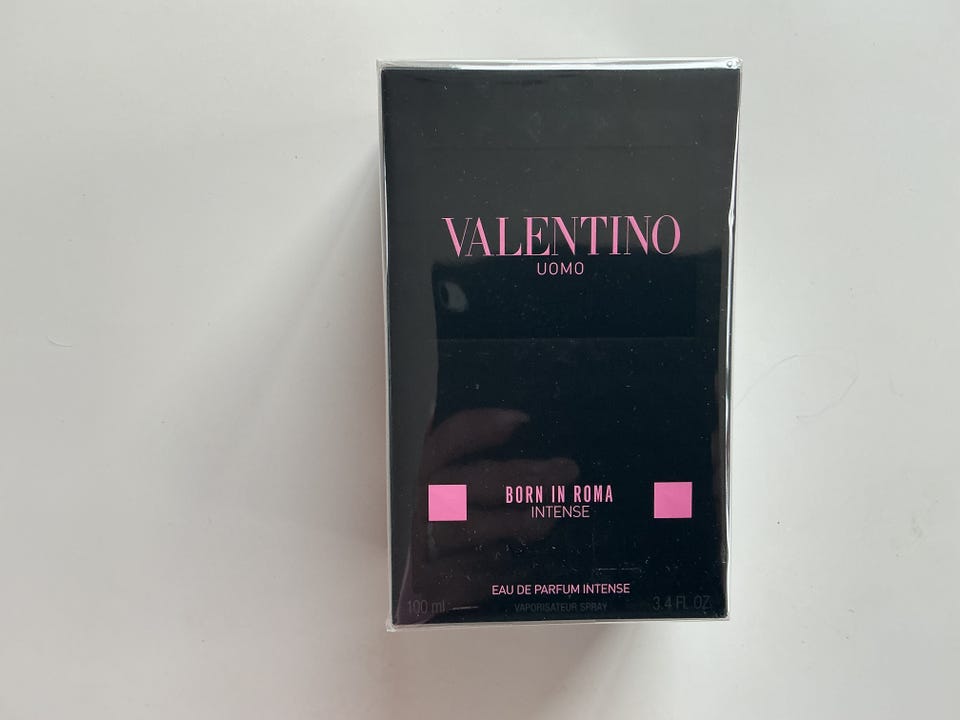 VALENTINO
UOMO
BORN IN ROMA
INTENSE
EAU DE PARFUM INTENSE
100 ml VAPORISATEUR SPRAY 3.4 FL OZ